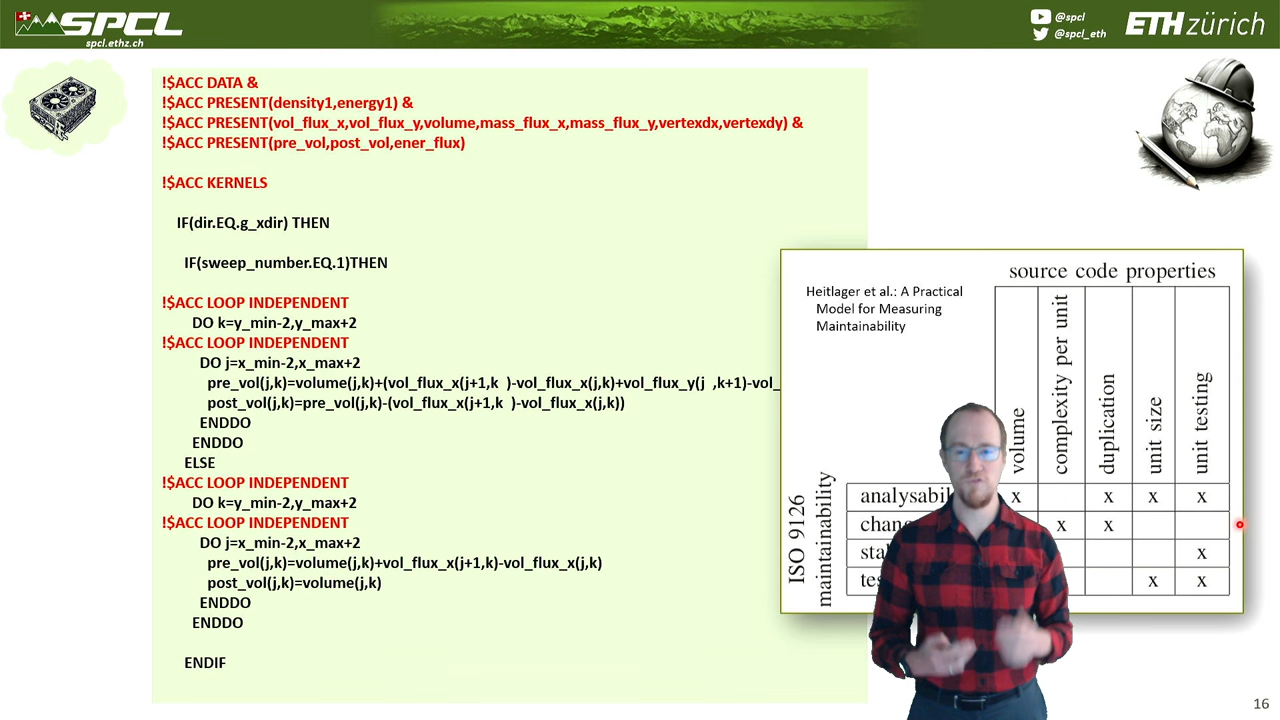 SPCL
spcl.ethz.ch
@spcl
@spcl_eth
ETH zürich
!$ACC DATA &
!$ACC PRESENT(density1,energy1) &
!$ACC PRESENT(vol_flux_x,vol_flux_y,volume,mass_flux_x,mass_flux_y,vertexdx,vertexdy) &
!$ACC PRESENT(pre_vol,post_vol,ener_flux)
!$ACC KERNELS
IF(dir.EQ.g_xdir) THEN
IF(sweep_number.EQ.1)THEN
!$ACC LOOP INDEPENDENT
DO k=y_min-2,y_max+2
!$ACC LOOP INDEPENDENT
DO j=x_min-2,x_max+2
pre_vol(j,k)=volume(j,k)+(vol_flux_x(j+1,k )-vol_flux_x(j,k)+vol_flux_y(j ,k+1)-vol_
post_vol(j,k)=pre_vol(j,k)-(vol_flux_x(j+1,k )-vol_flux_x(j,k))
ENDDO
ENDDO
ELSE
!$ACC LOOP INDEPENDENT
DO k=y_min-2,y_max+2
!$ACC LOOP INDEPENDENT
DO j=x_min-2,x_max+2
pre_vol(j,k)=volume(j,k)+vol_flux_x(j+1,k)-vol_flux_x(j,k)
post_vol(j,k)=volume(j,k)
ENDDO
ENDDO
ENDIF
Heitlager et al.: A Practical
Model for Measuring
Maintainability
source code properties
volume
complexity per unit
duplication
unit size
unit testing
ISO 9126
maintainability
analysabil x x x x
chan x x
sta x
tes x x
16